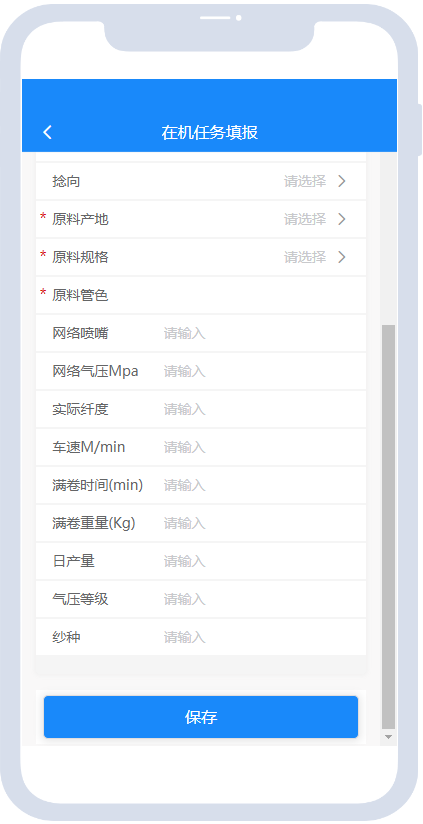 在机任务填报
捻向 请选择
* 原料产地 请选择
* 原料规格 请选择
* 原料管色
网络喷嘴 请输入
网络气压Mpa 请输入
实际纤度 请输入
车速M/min 请输入
满卷时间(min) 请输入
满卷重量(Kg) 请输入
日产量 请输入
气压等级 请输入
纱种 请输入
保存